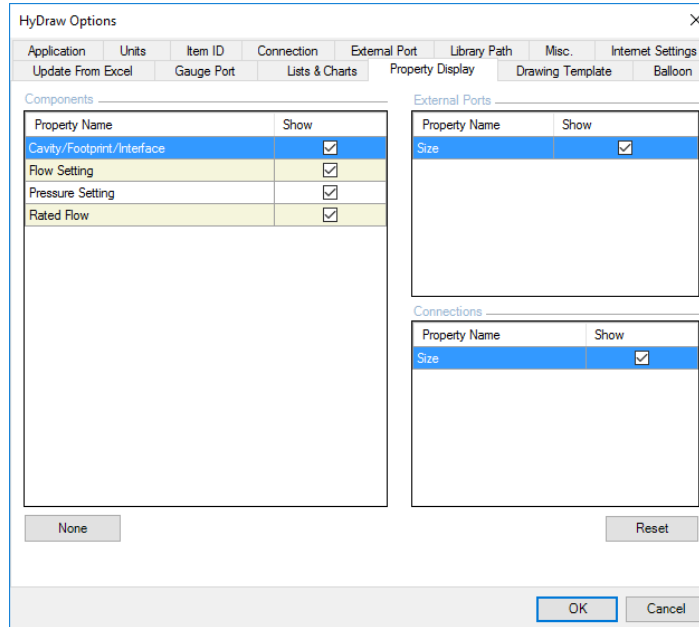 HyDraw Options
Application Units Item ID Connection External Port Library Path Misc. Internet Settings
Update From Excel Gauge Port Lists & Charts Property Display Drawing Template Balloon
Components
Property Name Show
Cavity/Footprint/Interface
Flow Setting
Pressure Setting
Rated Flow
External Ports
Property Name Show
Size
Connections
Property Name Show
Size
None
Reset
OK Cancel